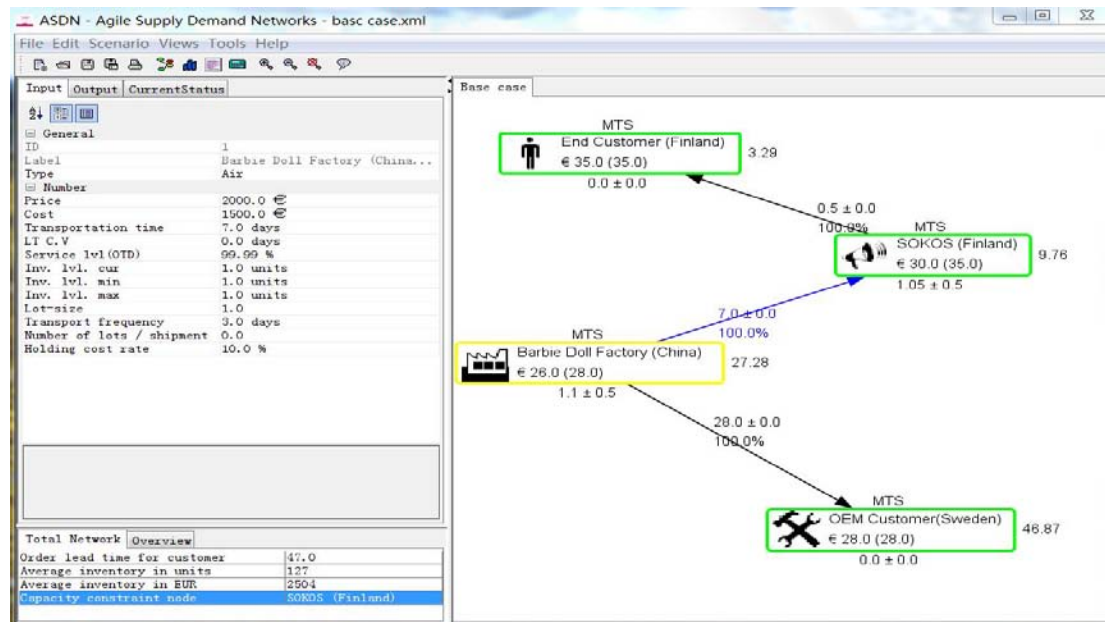 ASDN - Agile Supply Demand Networks - basc case.xml
File Edit Scenario Views Tools Help
Input Output CurrentStatus
General
ID 1
Label Barbie Doll Factory (China...
Type Air
Number
Price 2000.0 €
Cost 1500.0 €
Transportation time 7.0 days
LT C.V 0.0 days
Service lvl(OTD) 99.99 %
Inv. lvl. cur 1.0 units
Inv. lvl. min 1.0 units
Inv. lvl. max 1.0 units
Lot-size 1.0
Transport frequency 3.0 days
Number of lots / shipment 0.0
Holding cost rate 10.0 %
Total Network Overview
Order lead time for customer 47.0
Average inventory in units 127
Average inventory in EUR 2504
Capacity constraint node SOKOS (Finland)
Base case
MTS
End Customer (Finland)
€ 35.0 (35.0)
3.29
0.0 ± 0.0
0.5 ± 0.0
100.0%
MTS
SOKOS (Finland)
€ 30.0 (35.0)
9.76
1.05 ± 0.5
7.0 ± 0.0
100.0%
MTS
Barbie Doll Factory (China)
€ 26.0 (28.0)
27.28
1.1 ± 0.5
28.0 ± 0.0
100.0%
MTS
OEM Customer(Sweden)
€ 28.0 (28.0)
46.87
0.0 ± 0.0